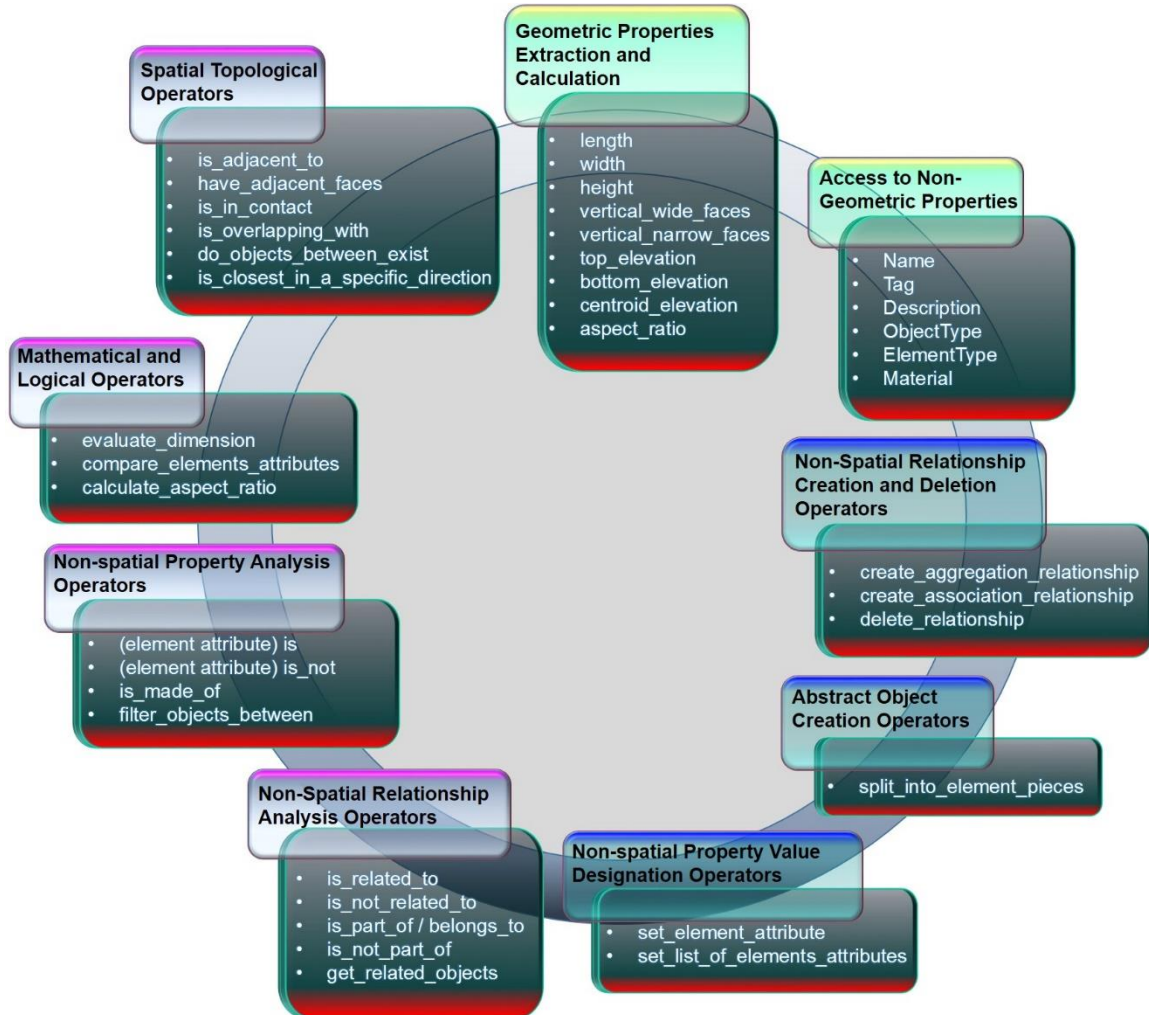 Geometric Properties
Extraction and
Calculation
• length
• width
• height
• vertical_wide_faces
• vertical_narrow_faces
• top_elevation
• bottom_elevation
• centroid_elevation
• aspect_ratio
Access to Non-
Geometric Properties
• Name
• Tag
• Description
• ObjectType
• ElementType
• Material
Non-Spatial Relationship
Creation and Deletion
Operators
• create_aggregation_relationship
• create_association_relationship
• delete_relationship
Abstract Object
Creation Operators
• split_into_element_pieces
Non-spatial Property Value
Designation Operators
• set_element_attribute
• set_list_of_elements_attributes
Non-Spatial Relationship
Analysis Operators
• is_related_to
• is_not_related_to
• is_part_of / belongs_to
• is_not_part_of
• get_related_objects
Non-spatial Property Analysis
Operators
• (element attribute) is
• (element attribute) is_not
• is_made_of
• filter_objects_between
Mathematical and
Logical Operators
• evaluate_dimension
• compare_elements_attributes
• calculate_aspect_ratio
Spatial Topological
Operators
• is_adjacent_to
• have_adjacent_faces
• is_in_contact
• is_overlapping_with
• do_objects_between_exist
• is_closest_in_a_specific_direction